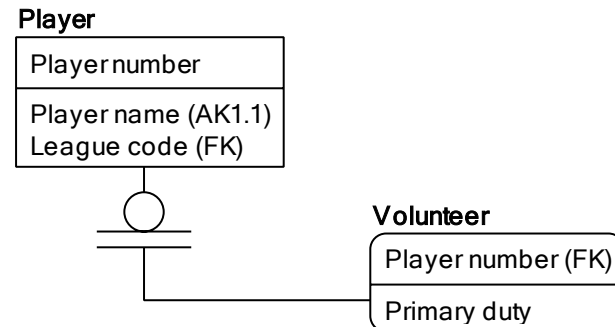 Player
Player number
Player name (AK1.1)
League code (FK)
Volunteer
Player number (FK)
Primary duty